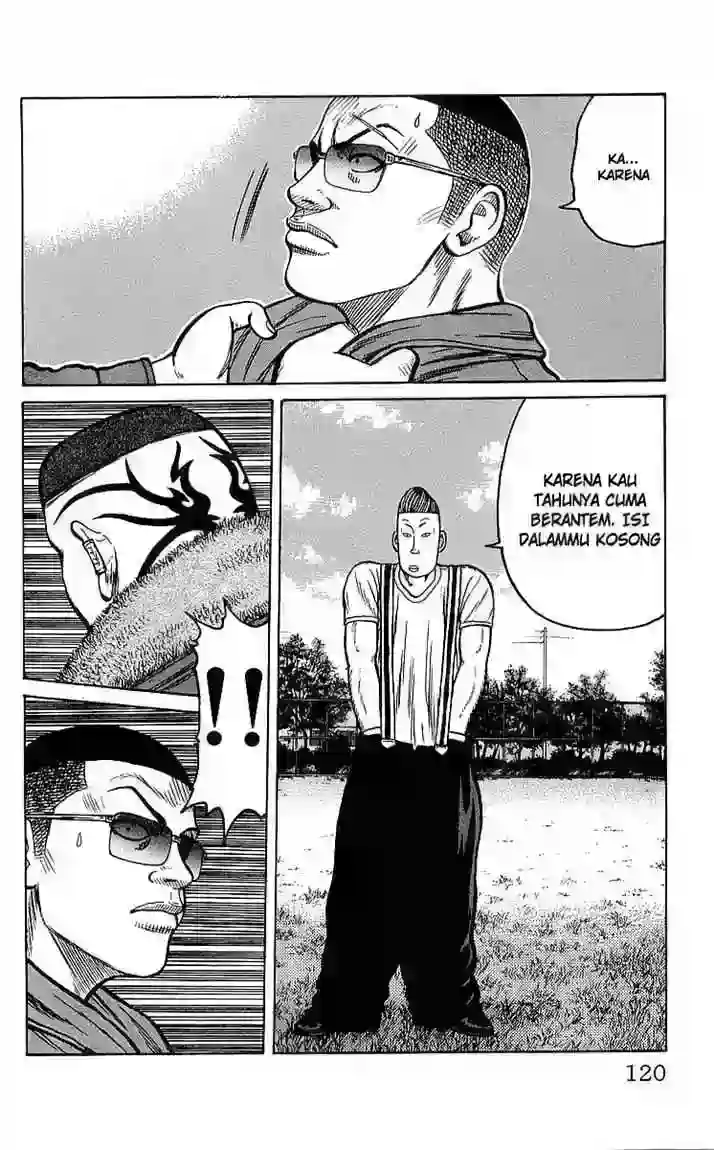 KA...
KARENA
KARENA KAU
TAHUNYA CUMA
BERANTEM. ISI
DALAMMU KOSONG
!!
120